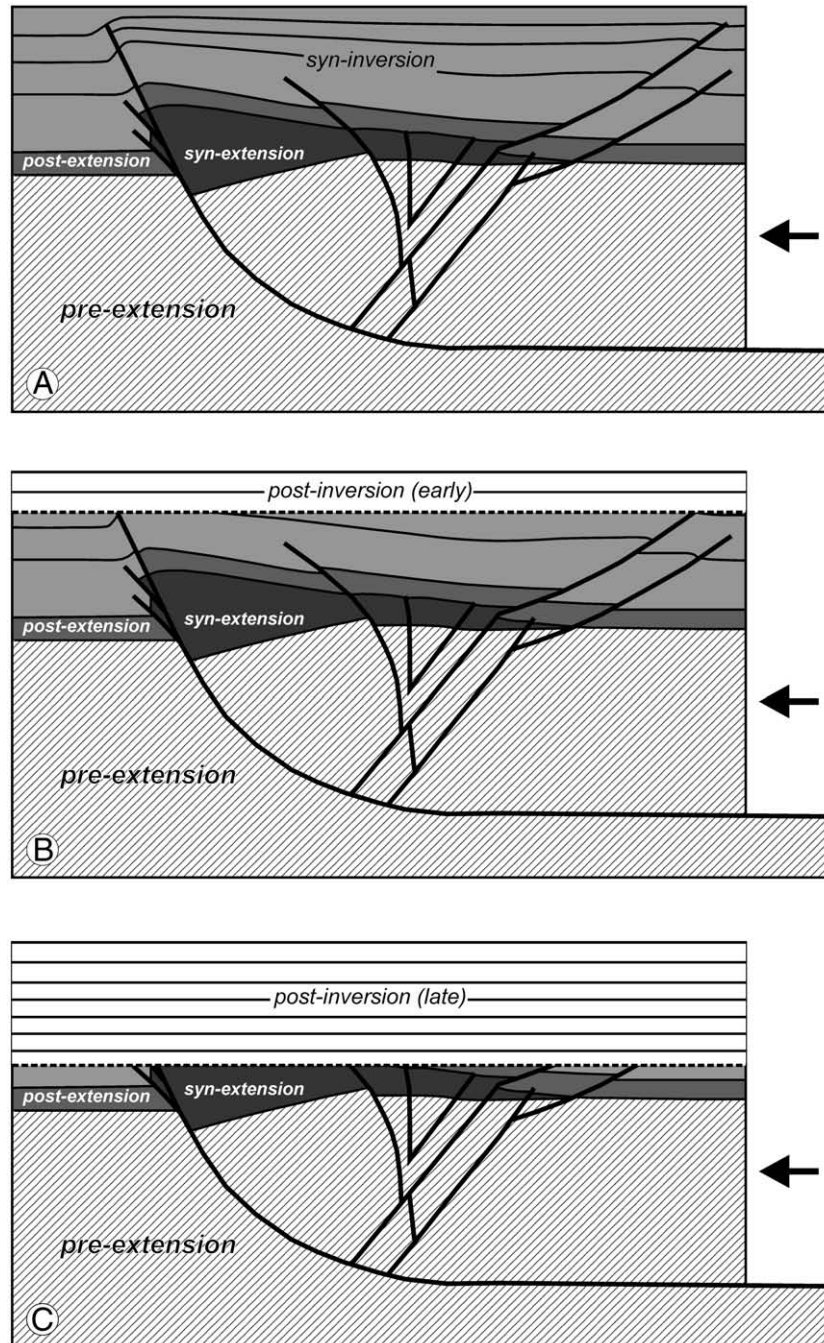 syn-inversion
post-extension
syn-extension
pre-extension
A
post-inversion (early)
post-extension
syn-extension
pre-extension
B
post-inversion (late)
post-extension
syn-extension
pre-extension
C